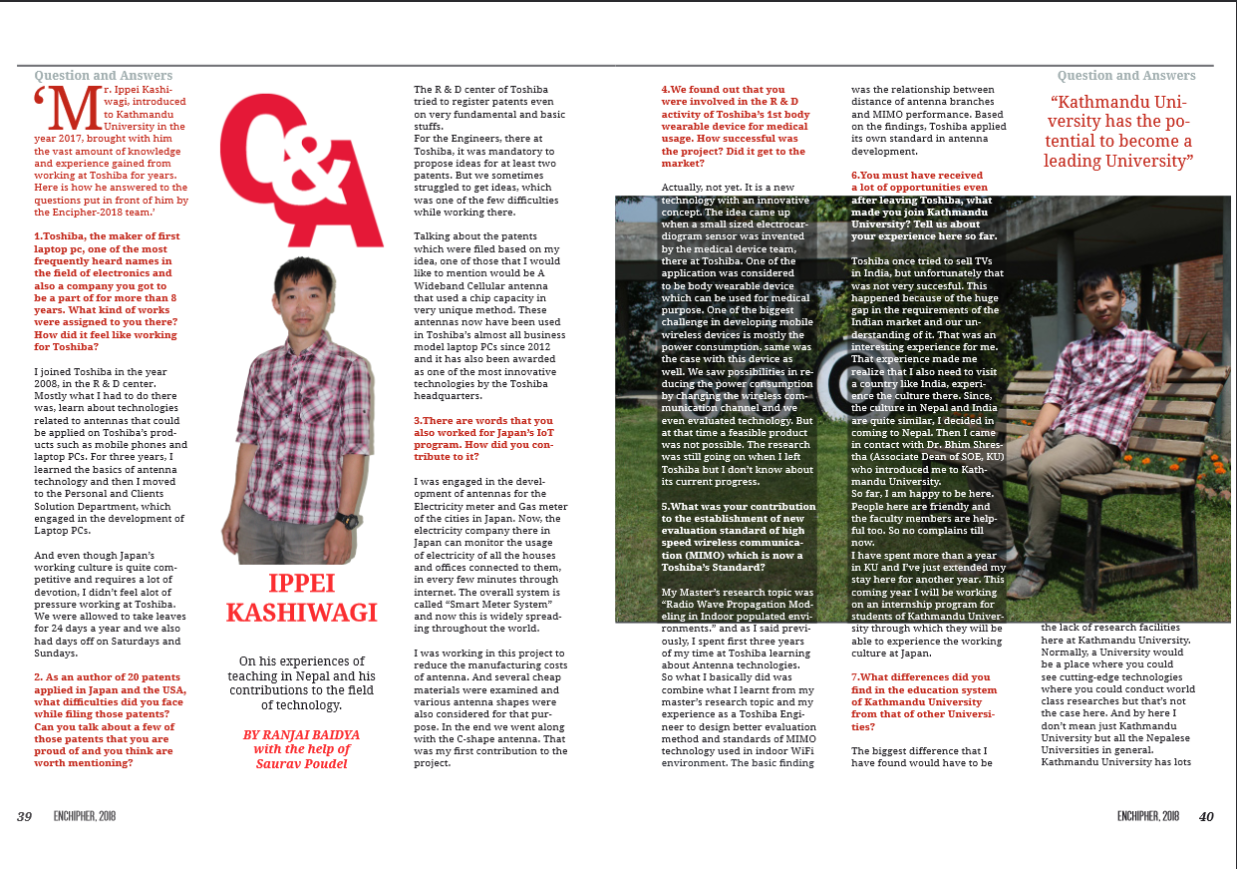 Question and Answers
‘Mr. Ippei Kashi-
wagi, introduced
to Kathmandu
University in the
year 2017, brought with him
the vast amount of knowledge
and experience gained from
working at Toshiba for years.
Here is how he answered to the
questions put in front of him by
the Encipher-2018 team.'
1.Toshiba, the maker of first
laptop pc, one of the most
frequently heard names in
the field of electronics and
also a company you got to
be a part of for more than 8
years. What kind of works
were assigned to you there?
How did it feel like working
for Toshiba?
I joined Toshiba in the year
2008, in the R & D center.
Mostly what I had to do there
was, learn about technologies
related to antennas that could
be applied on Toshiba's prod-
ucts such as mobile phones and
laptop PCs. For three years, I
learned the basics of antenna
technology and then I moved
to the Personal and Clients
Solution Department, which
engaged in the development of
Laptop PCs.
And even though Japan's
working culture is quite com-
petitive and requires a lot of
devotion, I didn't feel alot of
pressure working at Toshiba.
We were allowed to take leaves
for 24 days a year and we also
had days off on Saturdays and
Sundays.
2. As an author of 20 patents
applied in Japan and the USA,
what difficulties did you face
while filing those patents?
Can you talk about a few of
those patents that you are
proud of and you think are
worth mentioning?
Q&A
IPPEI
KASHIWAGI
On his experiences of
teaching in Nepal and his
contributions to the field
of technology.
BY RANJAI BAIDYA
with the help of
Saurav Poudel
The R & D center of Toshiba
tried to register patents even
on very fundamental and basic
stuffs.
For the Engineers, there at
Toshiba, it was mandatory to
propose ideas for at least two
patents. But we sometimes
struggled to get ideas, which
was one of the few difficulties
while working there.
Talking about the patents
which were filed based on my
idea, one of those that I would
like to mention would be A
Wideband Cellular antenna
that used a chip capacity in
very unique method. These
antennas now have been used
in Toshiba's almost all business
model laptop PCs since 2012
and it has also been awarded
as one of the most innovative
technologies by the Toshiba
headquarters.
3.There are words that you
also worked for Japan's IoT
program. How did you con-
tribute to it?
I was engaged in the devel-
opment of antennas for the
Electricity meter and Gas meter
of the cities in Japan. Now, the
electricity company there in
Japan can monitor the usage
of electricity of all the houses
and offices connected to them,
in every few minutes through
internet. The overall system is
called “Smart Meter System”
and now this is widely spread-
ing throughout the world.
I was working in this project to
reduce the manufacturing costs
of antenna. And several cheap
materials were examined and
various antenna shapes were
also considered for that pur-
pose. In the end we went along
with the C-shape antenna. That
was my first contribution to the
project.
39 ENCHIPHER, 2018
4.We found out that you
were involved in the R & D
activity of Toshiba's 1st body
wearable device for medical
usage. How successful was
the project? Did it get to the
market?
Actually, not yet. It is a new
technology with an innovative
concept. The idea came up
when a small sized electrocar-
diogram sensor was invented
by the medical device team,
there at Toshiba. One of the
application was considered
to be body wearable device
which can be used for medical
purpose. One of the biggest
challenge in developing mobile
wireless devices is mostly the
power consumption, same was
the case with this device as
well. We saw possibilities in re-
ducing the power consumption
by changing the wireless com-
munication channel and we
even evaluated technology. But
at that time a feasible product
was not possible. The research
was still going on when I left
Toshiba but I don't know about
its current progress.
5.What was your contribution
to the establishment of new
evaluation standard of high
speed wireless communica-
tion (MIMO) which is now a
Toshiba's Standard?
My Master's research topic was
“Radio Wave Propagation Mod-
eling in Indoor populated envi-
ronments.” and as I said previ-
ously, I spent first three years
of my time at Toshiba learning
about Antenna technologies.
So what I basically did was
combine what I learnt from my
master's research topic and my
experience as a Toshiba Engi-
neer to design better evaluation
method and standards of MIMO
technology used in indoor WiFi
environment. The basic finding
was the relationship between
distance of antenna branches
and MIMO performance. Based
on the findings, Toshiba applied
its own standard in antenna
development.
6.You must have received
a lot of opportunities even
after leaving Toshiba, what
made you join Kathmandu
University? Tell us about
your experience here so far.
Toshiba once tried to sell TVs
in India, but unfortunately that
was not very succesful. This
happened because of the huge
gap in the requirements of the
Indian market and our un-
derstanding of it. That was an
interesting experience for me.
That experience made me
realize that I also need to visit
a country like India, experi-
ence the culture there. Since,
the culture in Nepal and India
are quite similar, I decided in
coming to Nepal. Then I came
in contact with Dr. Bhim Shres-
tha (Associate Dean of SOE, KU)
who introduced me to Kath-
mandu University.
So far, I am happy to be here.
People here are friendly and
the faculty members are help-
ful too. So no complains till
now.
I have spent more than a year
in KU and I've just extended my
stay here for another year. This
coming year I will be working
on an internship program for
students of Kathmandu Univer-
sity through which they will be
able to experience the working
culture at Japan.
7.What differences did you
find in the education system
of Kathmandu University
from that of other Universi-
ties?
The biggest difference that I
have found would have to be
Question and Answers
“Kathmandu Uni-
versity has the po-
tential to become a
leading University”
the lack of research facilities
here at Kathmandu University.
Normally, a University would
be a place where you could
see cutting-edge technologies
where you could conduct world
class researches but that's not
the case here. And by here I
don't mean just Kathmandu
University but all the Nepalese
Universities in general.
Kathmandu University has lots
ENCHIPHER, 2018 40